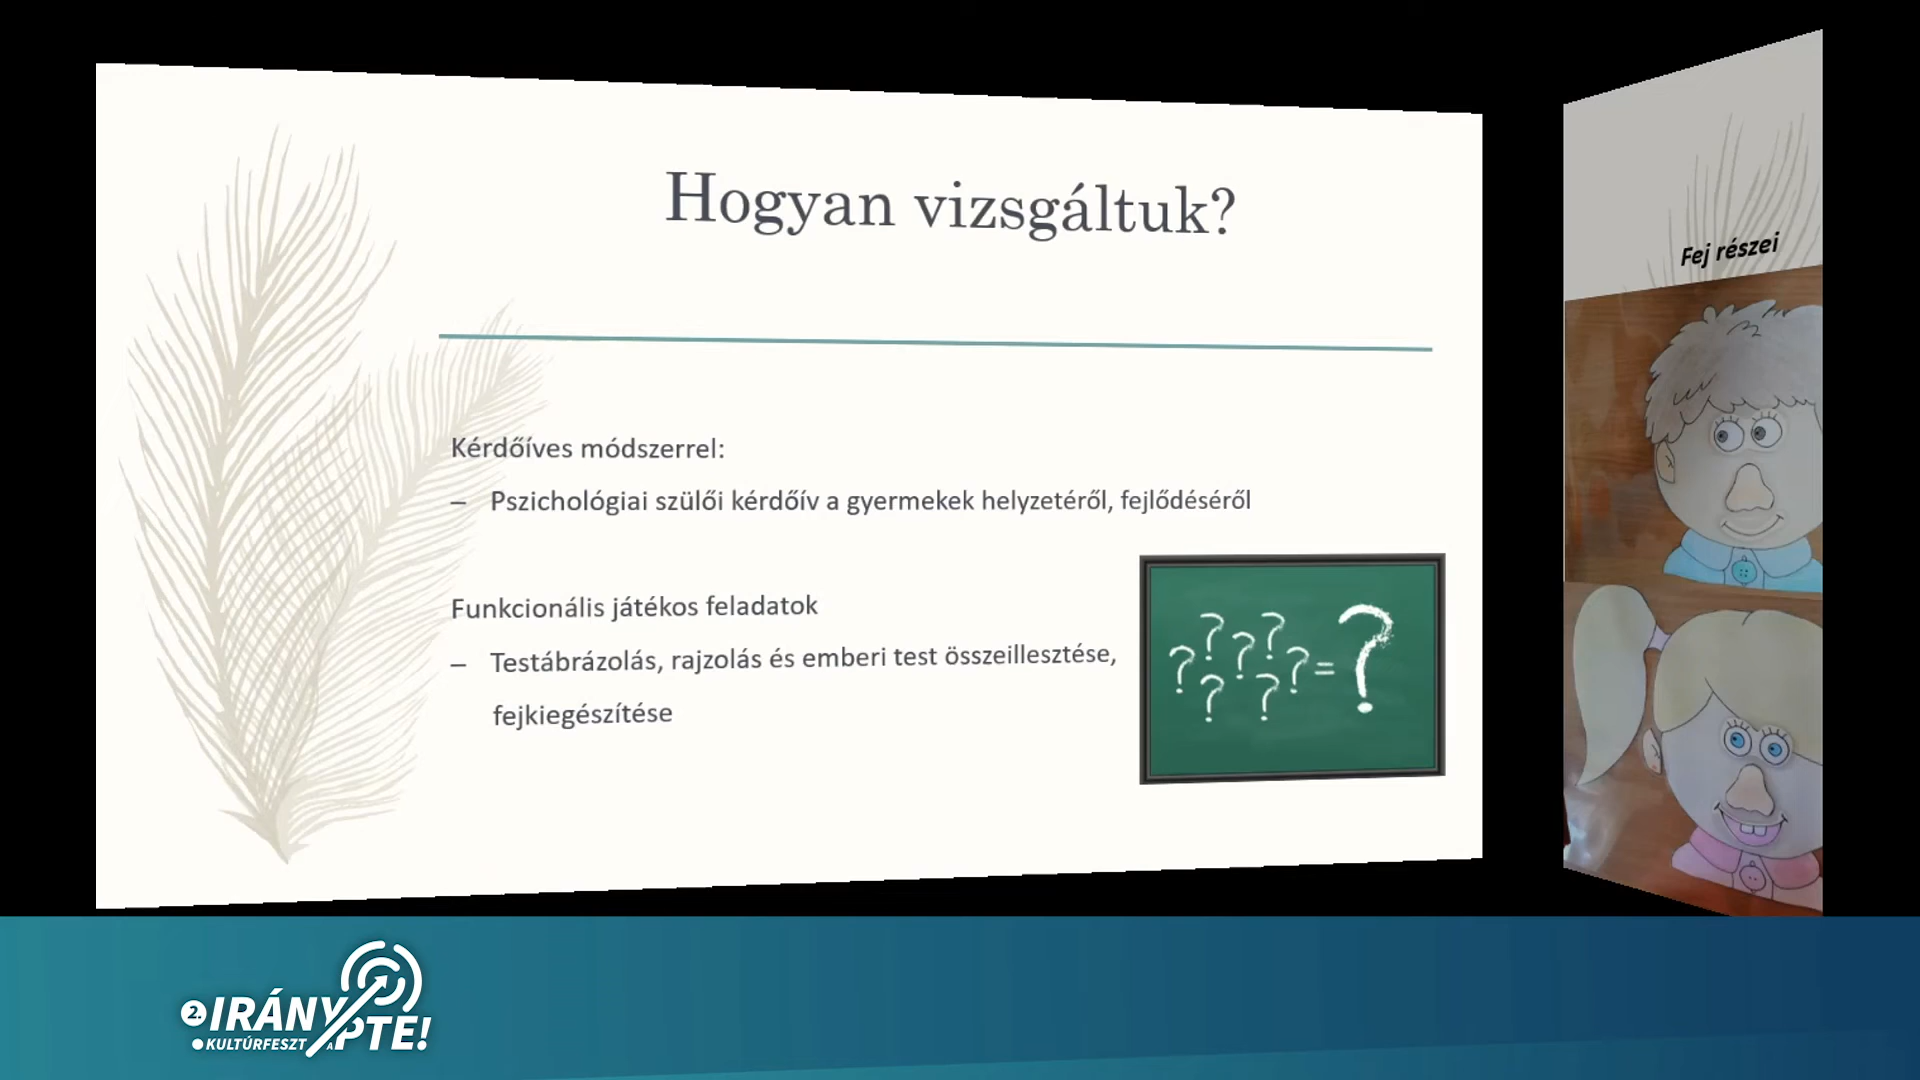 Hogyan vizsgáltuk?
Kérdőíves módszerrel:
– Pszichológiai szülői kérdőív a gyermekek helyzetéről, fejlődéséről
Funkcionális játékos feladatok
– Testábrázolás, rajzolás és emberi test összeillesztése,
fejkiegészítése
? ? ? ? ? ? ? = ?
Fej részei
2. IRÁNY
KULTÚRFESZT A PTE!